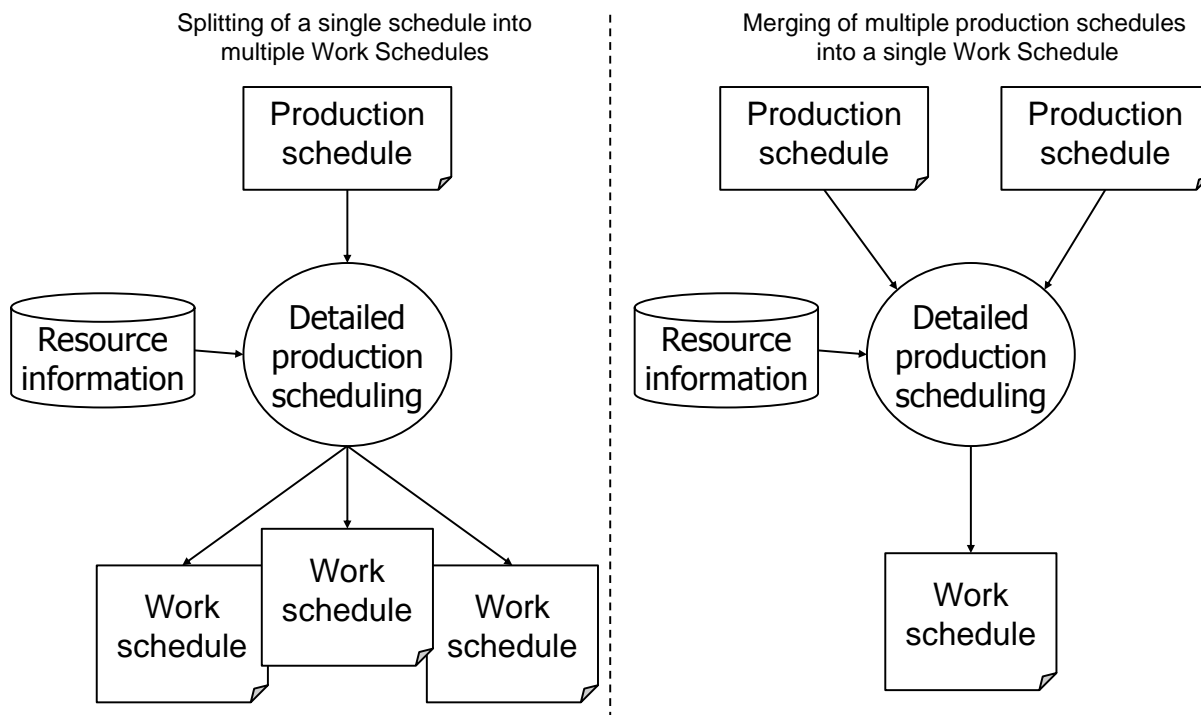 Splitting of a single schedule into
multiple Work Schedules
Production
schedule
Resource
information
Detailed
production
scheduling
Work
schedule
Work
schedule
Work
schedule
Merging of multiple production schedules
into a single Work Schedule
Production
schedule
Production
schedule
Resource
information
Detailed
production
scheduling
Work
schedule